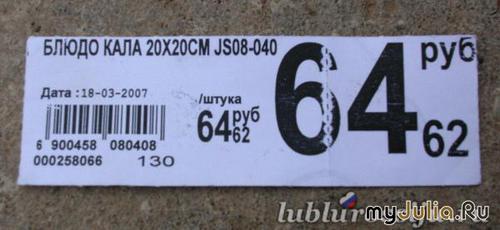 БЛЮДО КАЛА 20Х20СМ JS08-040
Дата :18-03-2007
/штука
64 руб 62
64 руб 62
6 900458 080408
000258066 130
myJulia.Ru